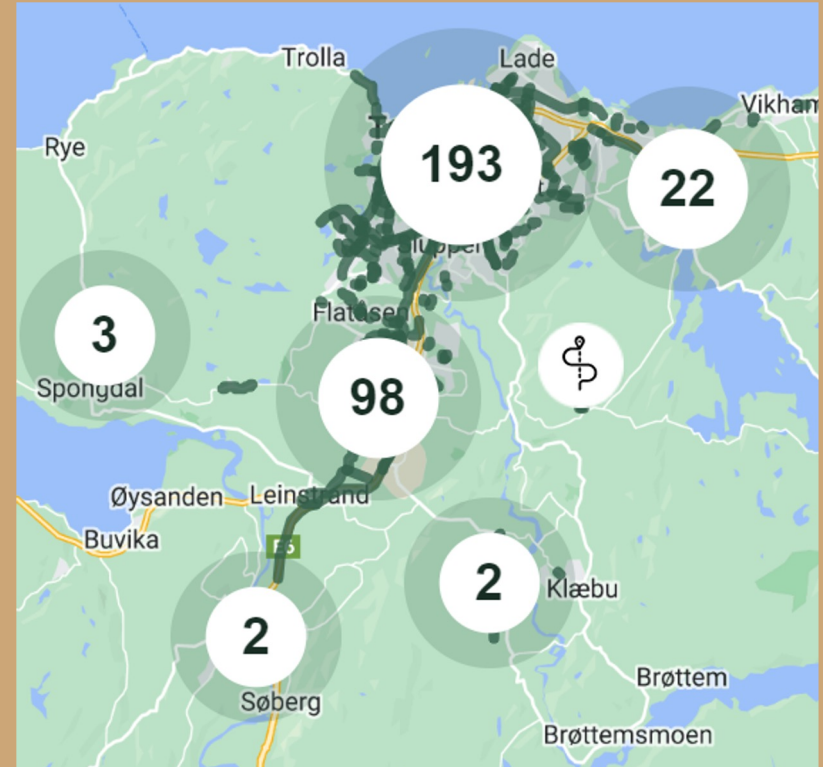 Trolla
Lade
Vikham
Rye
193
22
Flatåsen
3
Spongdal
98
Øysanden
Leinstrand
Buvika
E6
2
Klæbu
2
Søberg
Brøttem
Brøttemsmoen